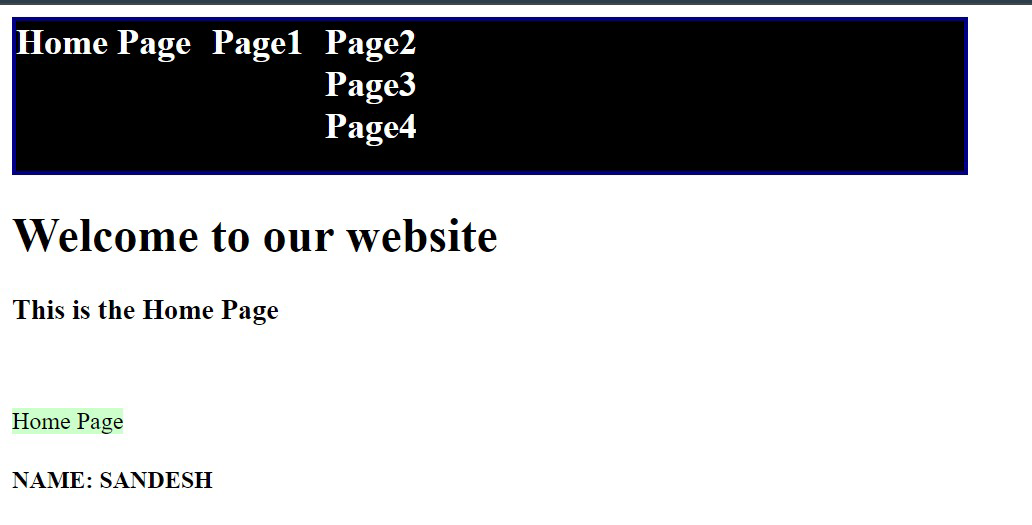 Home Page Page1 Page2
Page3
Page4
Welcome to our website
This is the Home Page
Home Page
NAME: SANDESH